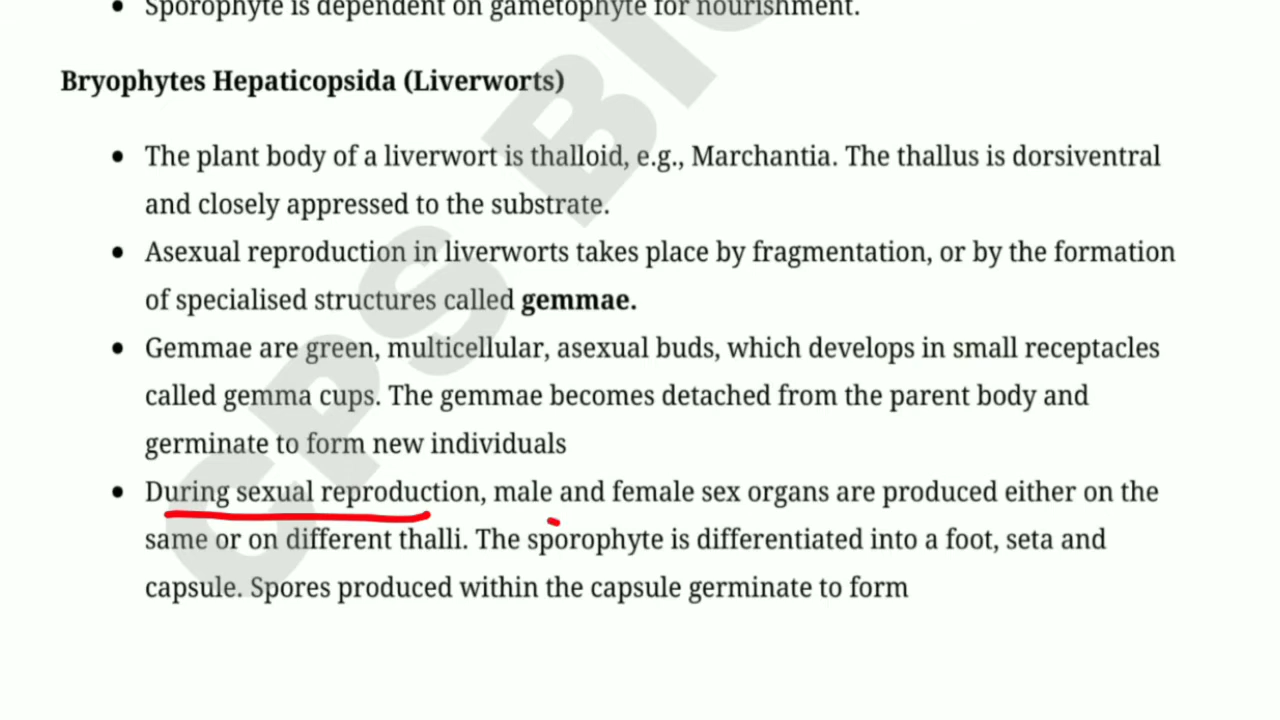 • Sporophyte is dependent on gametophyte for nourishment.
Bryophytes Hepaticopsida (Liverworts)
• The plant body of a liverwort is thalloid, e.g., Marchantia. The thallus is dorsiventral
and closely appressed to the substrate.
• Asexual reproduction in liverworts takes place by fragmentation, or by the formation
of specialised structures called gemmae.
• Gemmae are green, multicellular, asexual buds, which develops in small receptacles
called gemma cups. The gemmae becomes detached from the parent body and
germinate to form new individuals
• During sexual reproduction, male and female sex organs are produced either on the
same or on different thalli. The sporophyte is differentiated into a foot, seta and
capsule. Spores produced within the capsule germinate to form
CPS BIO